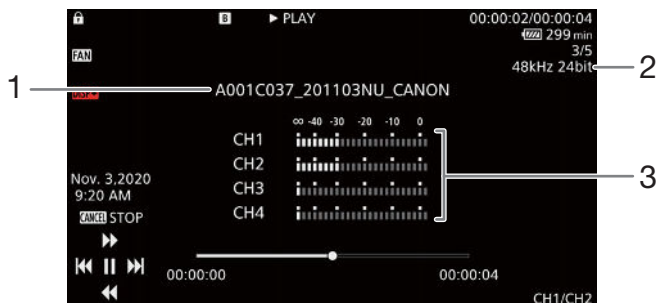 B ▶ PLAY 00:00:02/00:00:04
299 min
FAN 3/5
48kHz 24bit 2
1 DISP A001C037_201103NU_CANON
∞ -40 -30 -20 -10 0
CH1
CH2
Nov. 3,2020 CH3 3
9:20 AM
CH4
CANCEL STOP
00:00:00 00:00:04
CH1/CH2